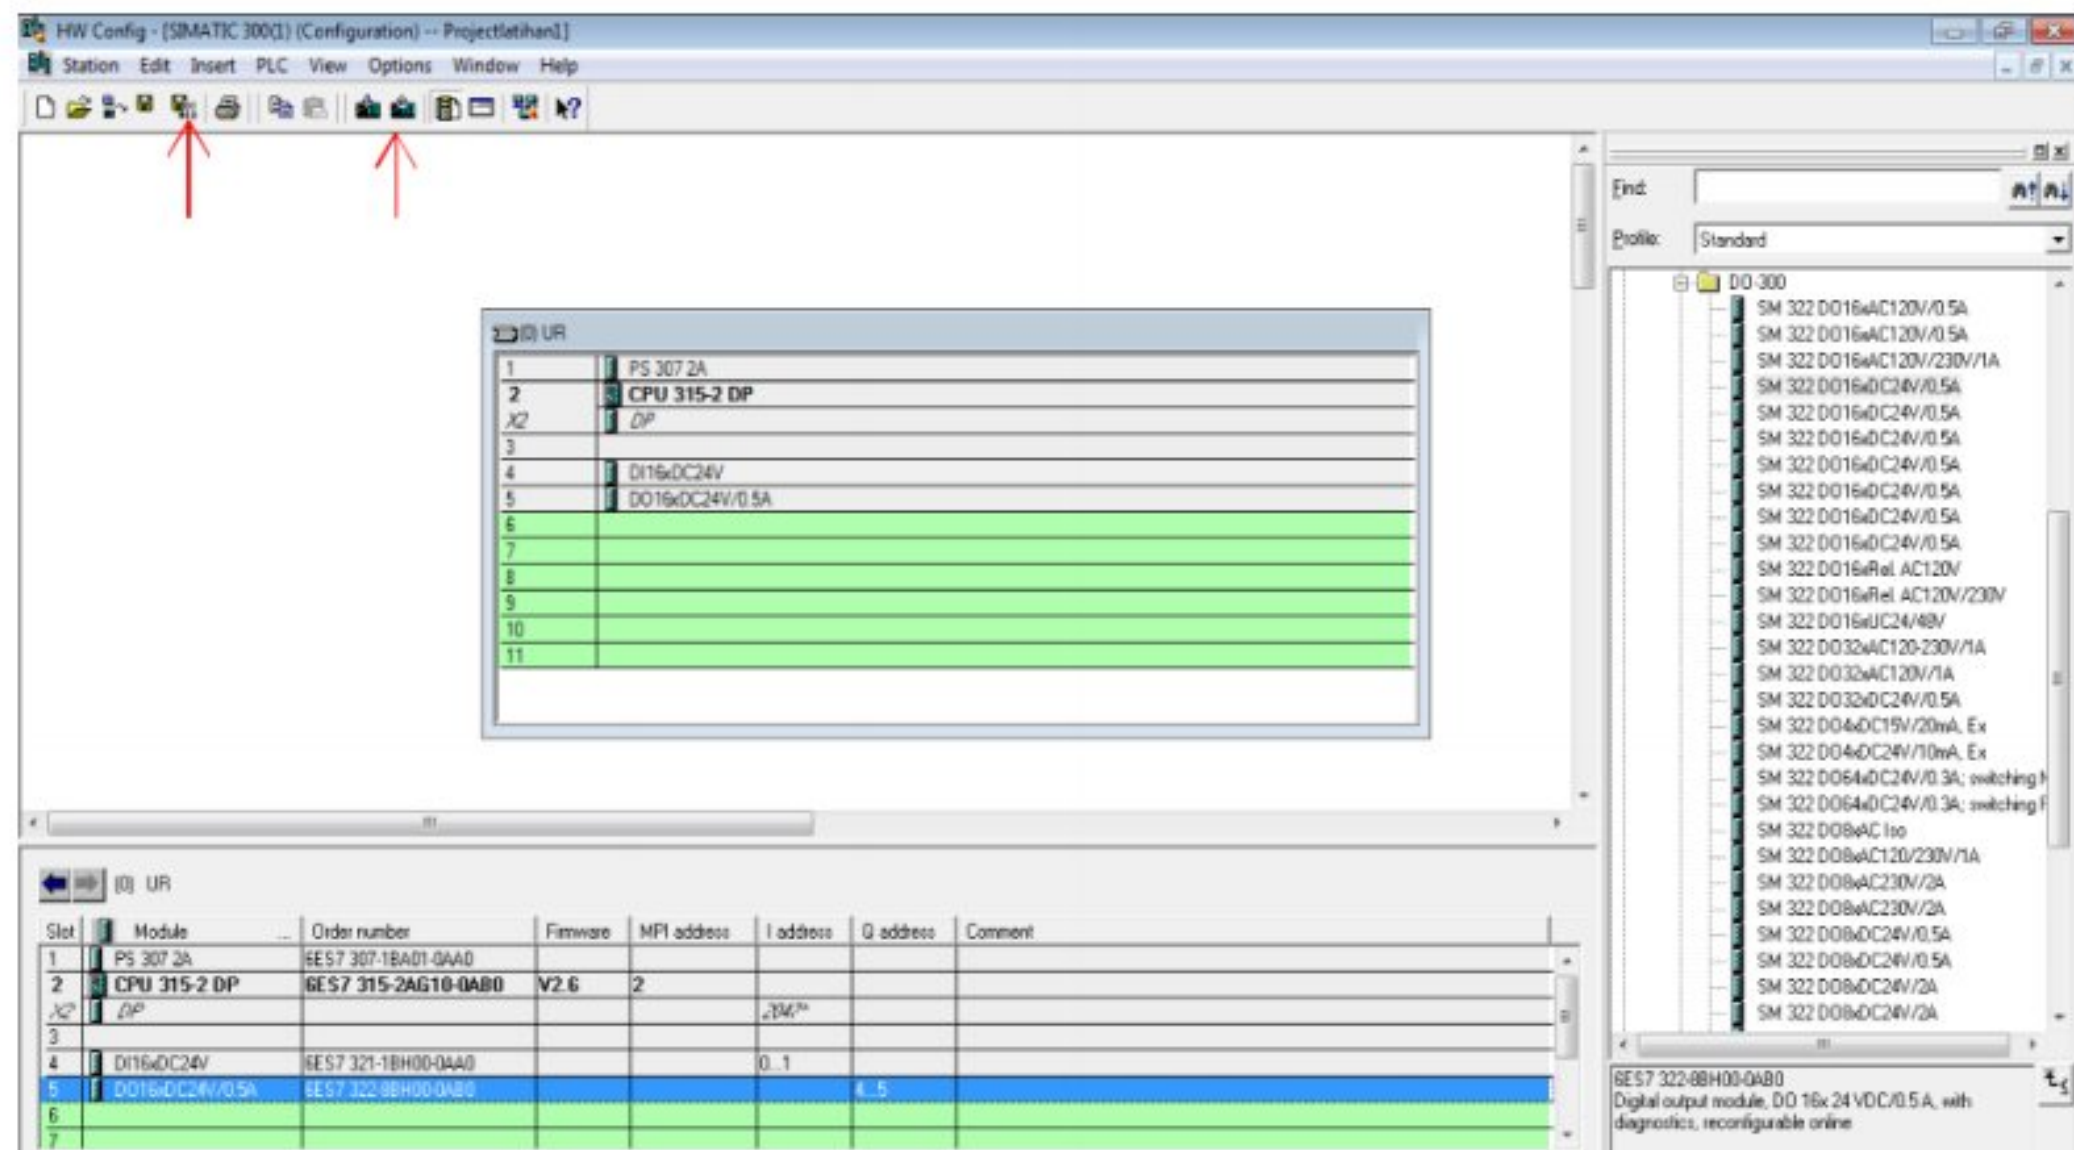 HW Config - [SIMATIC 300(1) (Configuration) -- Projectlatihan1]
Station Edit Insert PLC View Options Window Help
(0) UR
1 PS 307 2A
2 CPU 315-2 DP
X2 DP
3
4 DI16xDC24V
5 DO16xDC24V/0.5A
6
7
8
9
10
11
Find:
Profile: Standard
DO-300
SM 322 DO16xAC120V/0.5A
SM 322 DO16xAC120V/0.5A
SM 322 DO16xAC120V/230V/1A
SM 322 DO16xDC24V/0.5A
SM 322 DO16xDC24V/0.5A
SM 322 DO16xDC24V/0.5A
SM 322 DO16xDC24V/0.5A
SM 322 DO16xDC24V/0.5A
SM 322 DO16xDC24V/0.5A
SM 322 DO16xDC24V/0.5A
SM 322 DO16xRel. AC120V
SM 322 DO16xRel. AC120V/230V
SM 322 DO16xUC24/48V
SM 322 DO32xAC120-230V/1A
SM 322 DO32xAC120V/1A
SM 322 DO32xDC24V/0.5A
SM 322 DO4xDC15V/20mA, Ex
SM 322 DO4xDC24V/10mA, Ex
SM 322 DO64xDC24V/0.3A; switching
SM 322 DO64xDC24V/0.3A; switching
SM 322 DO8xAC Iso
SM 322 DO8xAC120/230V/1A
SM 322 DO8xAC230V/2A
SM 322 DO8xAC230V/2A
SM 322 DO8xDC24V/0.5A
SM 322 DO8xDC24V/0.5A
SM 322 DO8xDC24V/2A
SM 322 DO8xDC24V/2A
(0) UR
Slot Module ... Order number Firmware MPI address I address Q address Comment
1 PS 307 2A 6ES7 307-1BA01-0AA0
2 CPU 315-2 DP 6ES7 315-2AG10-0AB0 V2.6 2
X2 DP 2047*
3
4 DI16xDC24V 6ES7 321-1BH00-0AA0 0...1
5 DO16xDC24V/0.5A 6ES7 322-8BH00-0AB0 4...5
6
7
6ES7 322-8BH00-0AB0
Digital output module, DO 16x 24 VDC/0.5 A, with
diagnostics, reconfigurable online